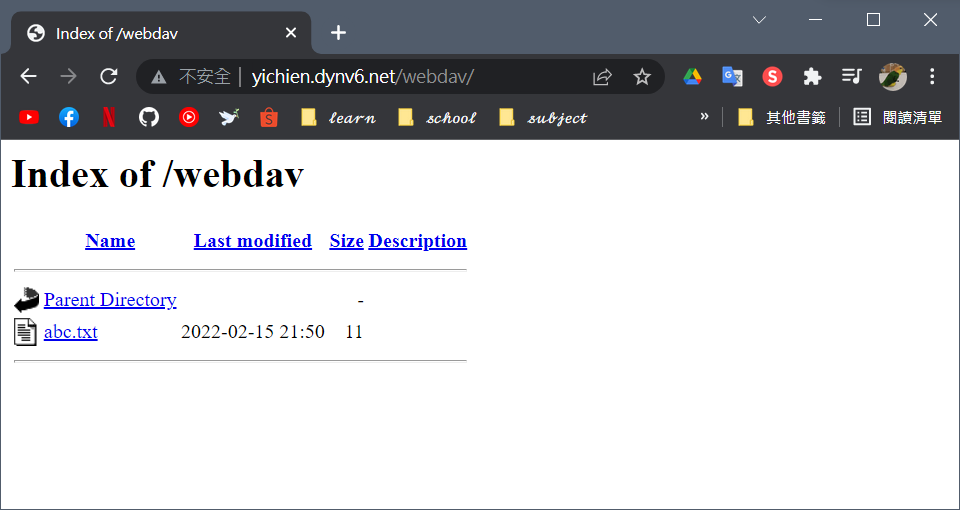 Index of /webdav
不安全 yichien.dynv6.net/webdav/
learn school subject » 其他書籤 閱讀清單
Index of /webdav
Name Last modified Size Description
Parent Directory -
abc.txt 2022-02-15 21:50 11